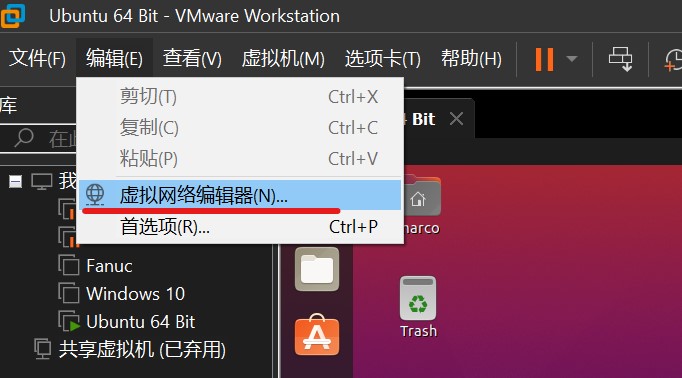 Ubuntu 64 Bit - VMware Workstation
文件(F) 编辑(E) 查看(V) 虚拟机(M) 选项卡(T) 帮助(H)
库
剪切(T) Ctrl+X
复制(C) Ctrl+C
粘贴(P) Ctrl+V
虚拟网络编辑器(N)...
首选项(R)... Ctrl+P
在此
Bit
我
Fanuc
Windows 10
Ubuntu 64 Bit
共享虚拟机 (已弃用)
marco
Trash